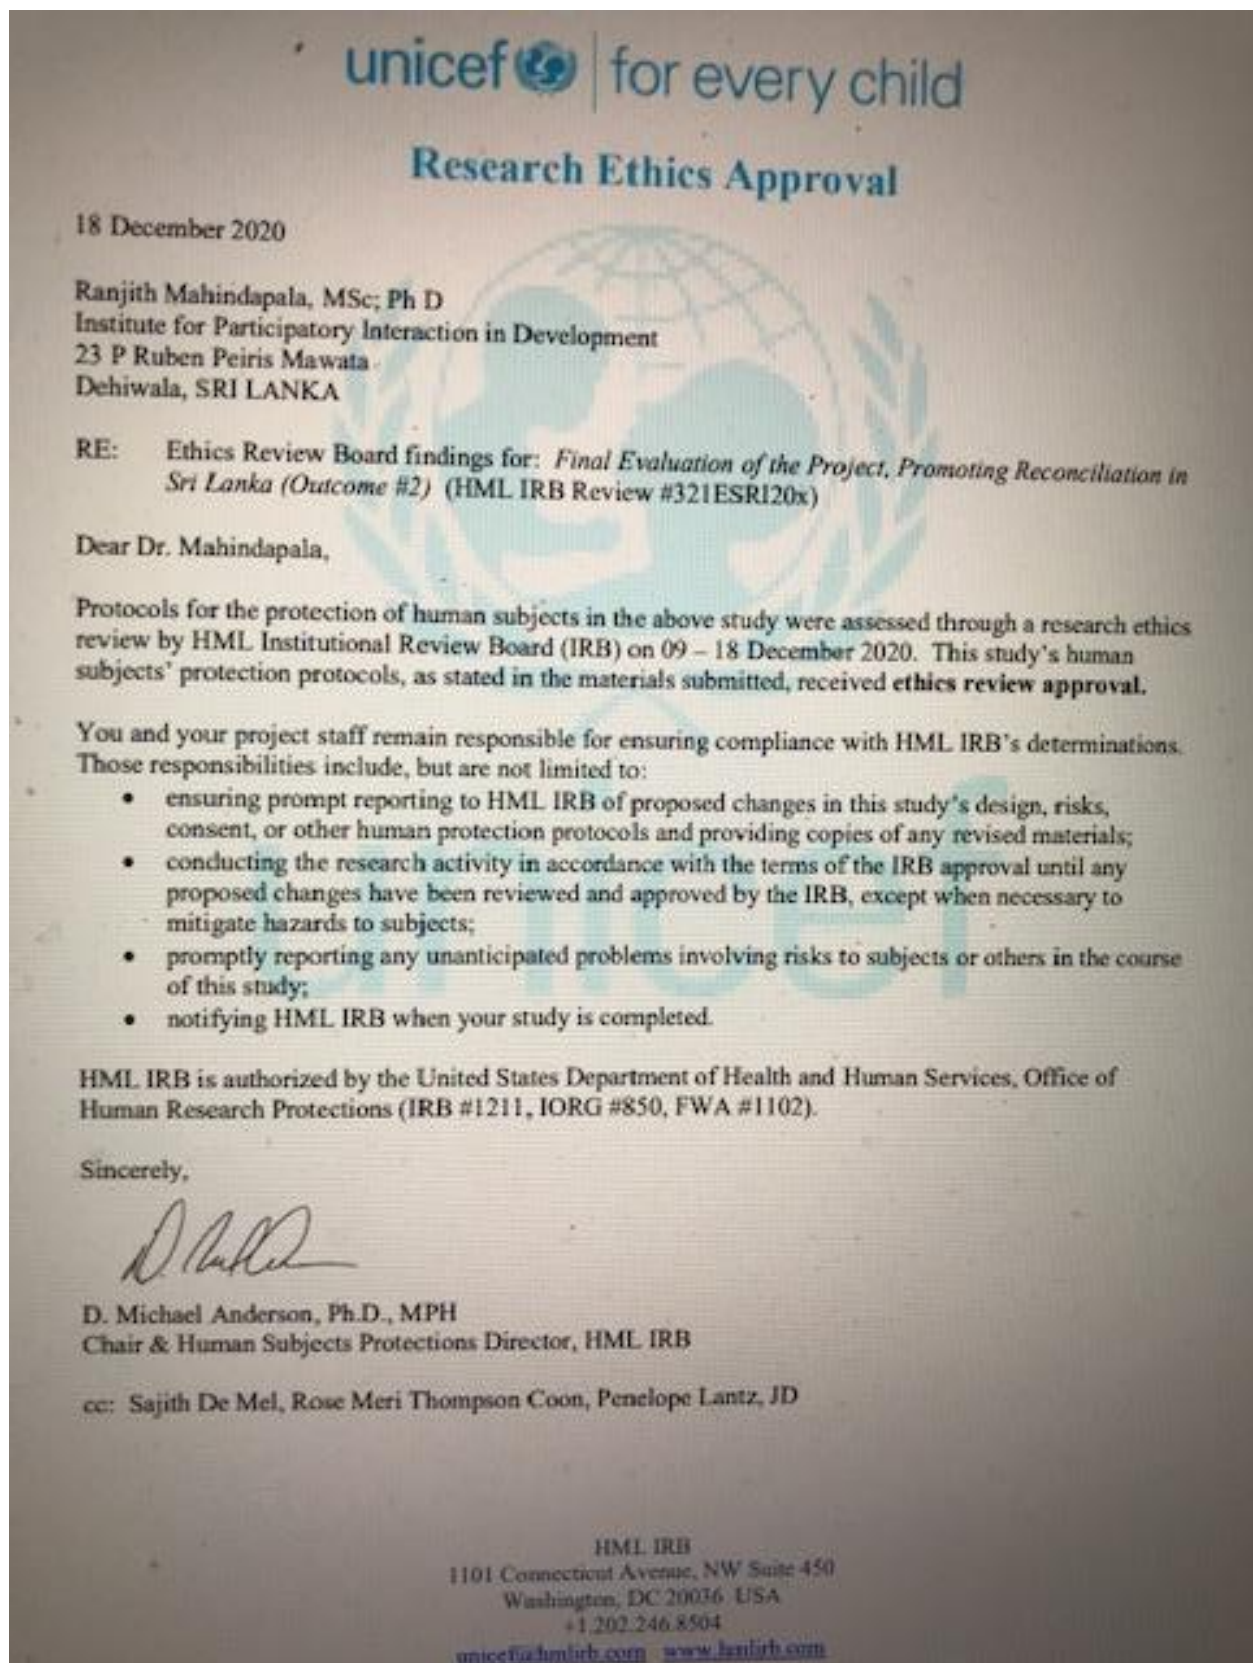 unicef for every child
Research Ethics Approval
18 December 2020
Ranjith Mahindapala, MSc; Ph D
Institute for Participatory Interaction in Development
23 P Ruben Peiris Mawata
Dehiwala, SRI LANKA
RE: Ethics Review Board findings for: Final Evaluation of the Project, Promoting Reconciliation in
Sri Lanka (Outcome #2) (HML IRB Review #321ESRI20x)
Dear Dr. Mahindapala,
Protocols for the protection of human subjects in the above study were assessed through a research ethics
review by HML Institutional Review Board (IRB) on 09 – 18 December 2020. This study's human
subjects' protection protocols, as stated in the materials submitted, received ethics review approval.
You and your project staff remain responsible for ensuring compliance with HML IRB's determinations.
Those responsibilities include, but are not limited to:
• ensuring prompt reporting to HML IRB of proposed changes in this study's design, risks,
consent, or other human protection protocols and providing copies of any revised materials;
• conducting the research activity in accordance with the terms of the IRB approval until any
proposed changes have been reviewed and approved by the IRB, except when necessary to
mitigate hazards to subjects;
• promptly reporting any unanticipated problems involving risks to subjects or others in the course
of this study;
• notifying HML IRB when your study is completed.
unicef
HML IRB is authorized by the United States Department of Health and Human Services, Office of
Human Research Protections (IRB #1211, IORG #850, FWA #1102).
Sincerely,
D. Michael Anderson, Ph.D., MPH
Chair & Human Subjects Protections Director, HML IRB
cc: Sajith De Mel, Rose Meri Thompson Coon, Penelope Lantz, JD
HML IRB
1101 Connecticut Avenue, NW Suite 450
Washington, DC 20036 USA
+1.202.246.8504
unicef@hmlirb.com www.hmlirb.com